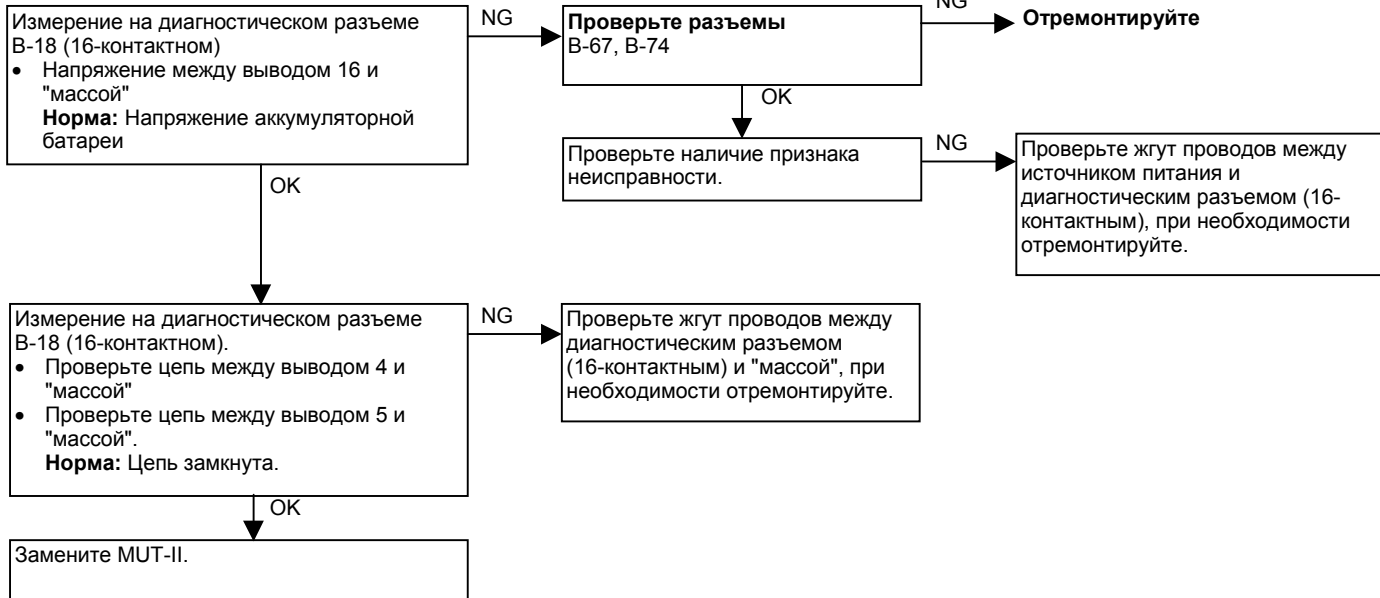 Измерение на диагностическом разъеме
B-18 (16-контактном)
• Напряжение между выводом 16 и
"массой"
Норма: Напряжение аккумуляторной
батареи
NG
Проверьте разъемы
B-67, B-74
NG
Отремонтируйте
OK
Проверьте наличие признака
неисправности.
NG
Проверьте жгут проводов между
источником питания и
диагностическим разъемом (16-
контактным), при необходимости
отремонтируйте.
OK
Измерение на диагностическом разъеме
B-18 (16-контактном).
• Проверьте цепь между выводом 4 и
"массой"
• Проверьте цепь между выводом 5 и
"массой".
Норма: Цепь замкнута.
NG
Проверьте жгут проводов между
диагностическим разъемом
(16-контактным) и "массой", при
необходимости отремонтируйте.
OK
Замените MUT-II.